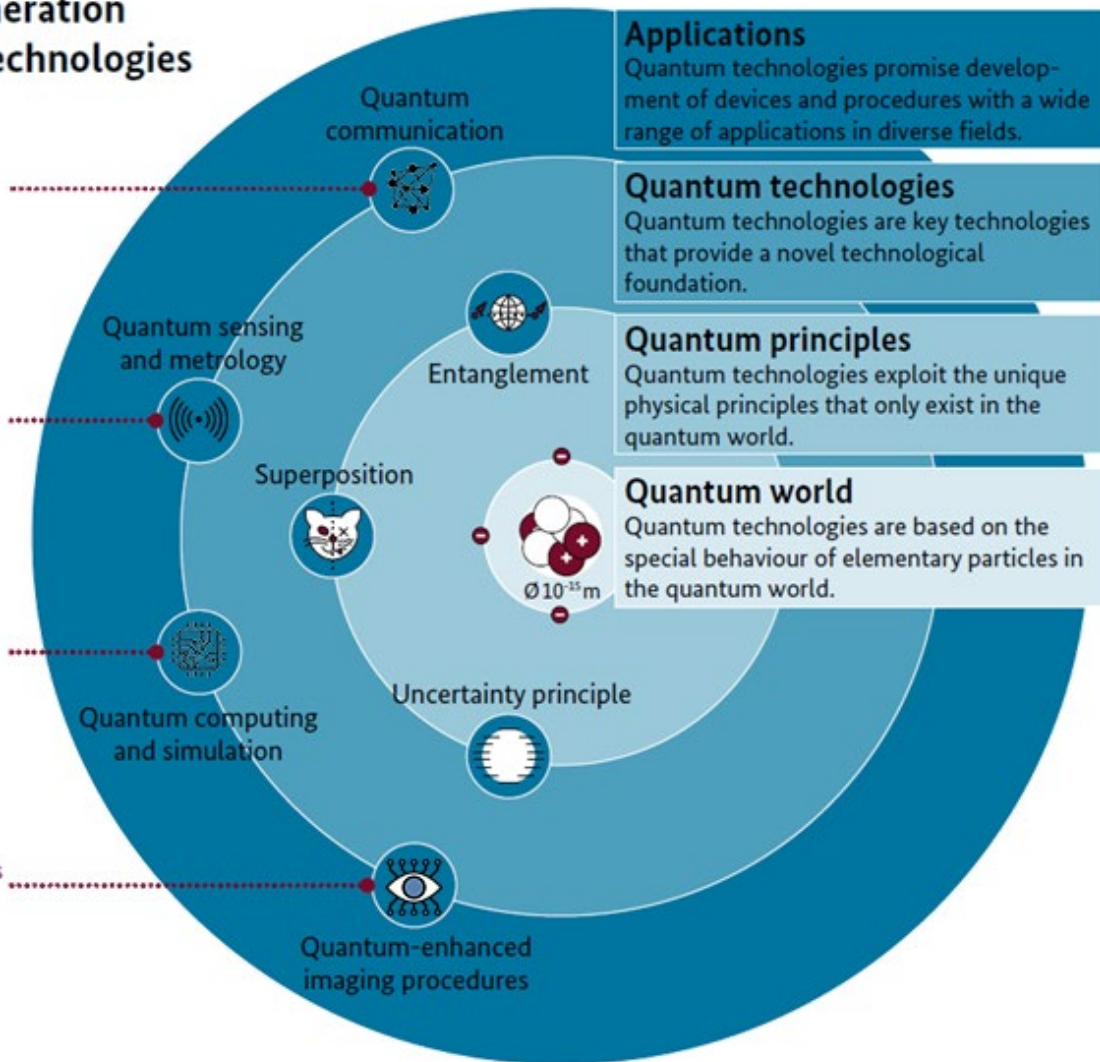 neration
echnologies
Applications
Quantum technologies promise develop-
ment of devices and procedures with a wide
range of applications in diverse fields.
Quantum
communication
Quantum technologies
Quantum technologies are key technologies
that provide a novel technological
foundation.
Quantum sensing
and metrology
Entanglement
Quantum principles
Quantum technologies exploit the unique
physical principles that only exist in the
quantum world.
Superposition
Quantum world
Quantum technologies are based on the
special behaviour of elementary particles in
the quantum world.
Ø 10⁻¹⁵ m
Quantum computing
and simulation
Uncertainty principle
s
Quantum-enhanced
imaging procedures